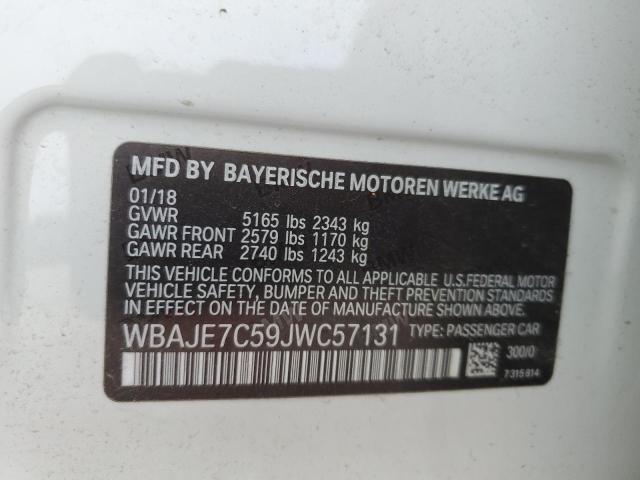 MFD BY BAYERISCHE MOTOREN WERKE AG
01/18
GVWR 5165 lbs 2343 kg
GAWR FRONT 2579 lbs 1170 kg
GAWR REAR 2740 lbs 1243 kg
THIS VEHICLE CONFORMS TO ALL APPLICABLE U.S.FEDERAL MOTOR
VEHICLE SAFETY, BUMPER AND THEFT PREVENTION STANDARDS
IN EFFECT ON THE DATE OF MANUFACTURE SHOWN ABOVE.
WBAJE7C59JWC57131 TYPE: PASSENGER CAR
300/0
7315814